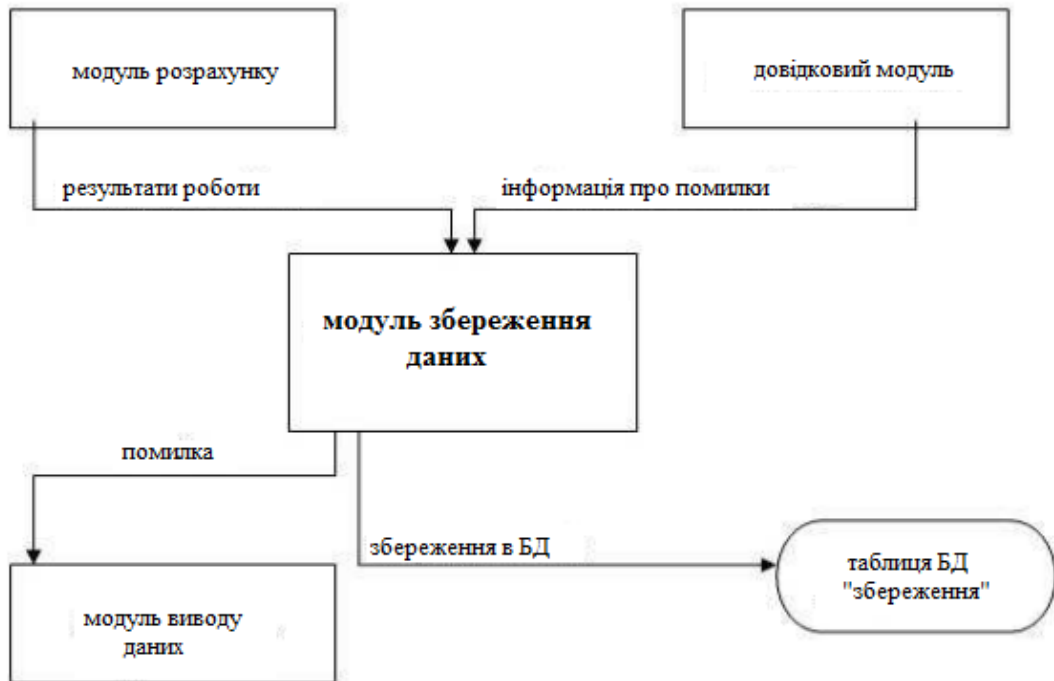 модуль розрахунку
довідковий модуль
результати роботи
інформація про помилки
модуль збереження
даних
помилка
збереження в БД
таблиця БД
"збереження"
модуль виводу
даних